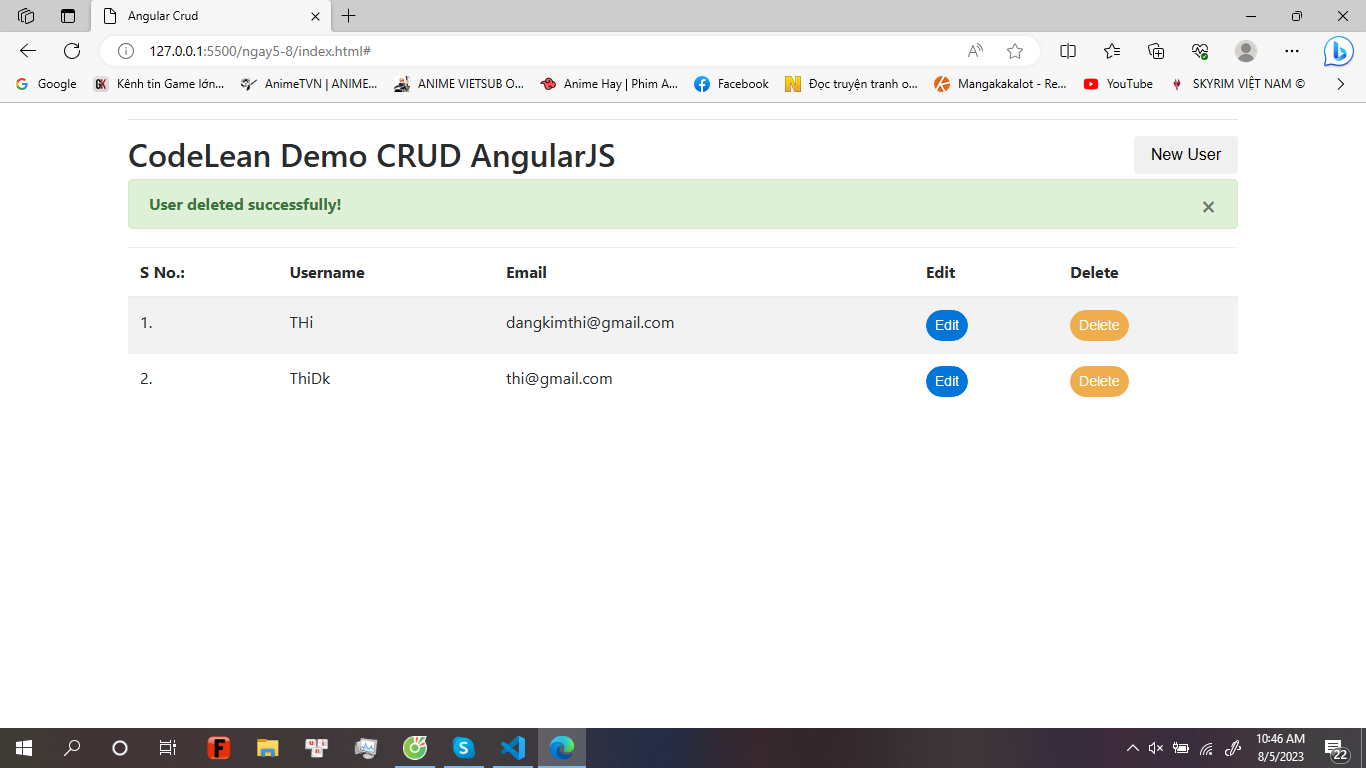 Angular Crud
127.0.0.1:5500/ngay5-8/index.html#
Google Kênh tin Game lớn... AnimeTVN | ANIME... ANIME VIETSUB O... Anime Hay | Phim A... Facebook Đọc truyện tranh o... Mangakakalot - Re... YouTube SKYRIM VIỆT NAM ©
CodeLean Demo CRUD AngularJS New User
User deleted successfully! ×
S No.: Username Email Edit Delete
1. THi dangkimthi@gmail.com Edit Delete
2. ThiDk thi@gmail.com Edit Delete
10:46 AM
8/5/2023
22